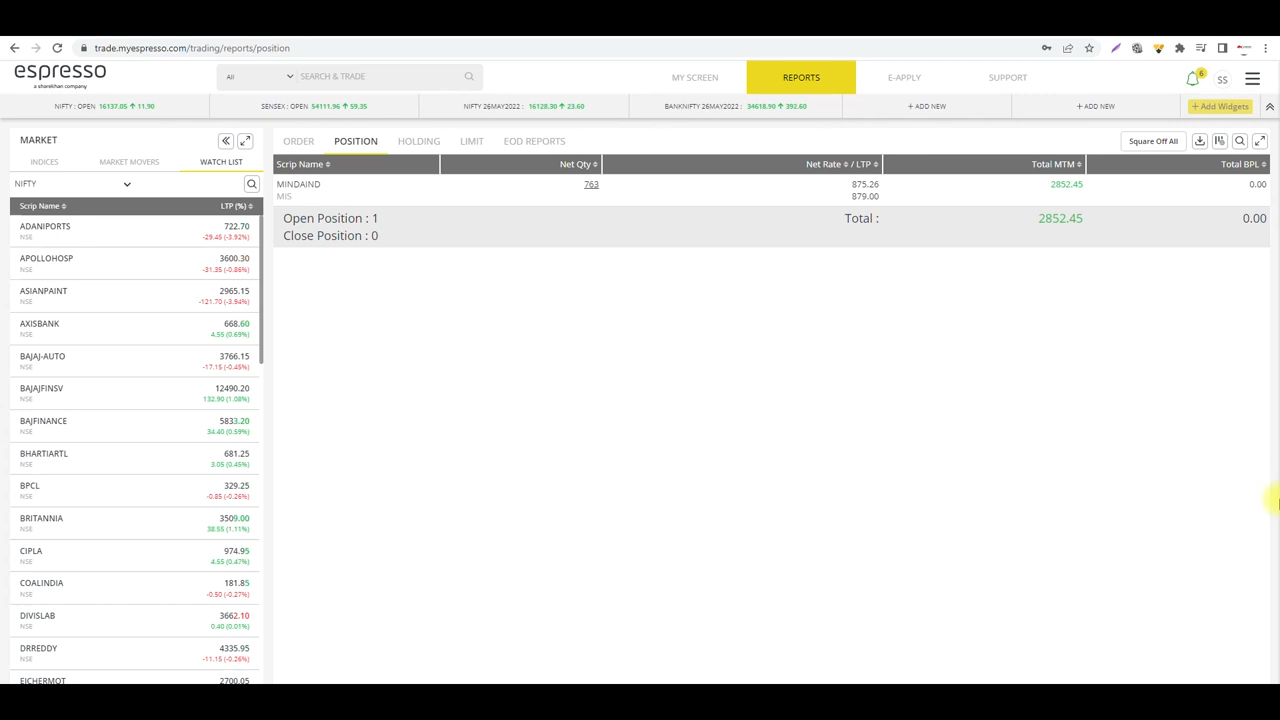 trade.myespresso.com/trading/reports/position
espresso
a sharekhan company
All
SEARCH & TRADE
MY SCREEN
REPORTS
E-APPLY
SUPPORT
6
SS
NIFTY : OPEN 16137.05 ↑ 11.90
SENSEX : OPEN 54111.96 ↑ 59.35
NIFTY 26MAY2022 : 16128.30 ↑ 23.60
BANKNIFTY 26MAY2022 : 34618.90 ↑ 392.60
+ ADD NEW
+ ADD NEW
+ Add Widgets
MARKET
INDICES
MARKET MOVERS
WATCH LIST
NIFTY
Scrip Name
LTP (%)
ADANIPORTS 722.70
NSE -29.45 (-3.92%)
APOLLOHOSP 3600.30
NSE -31.35 (-0.86%)
ASIANPAINT 2965.15
NSE -121.70 (-3.94%)
AXISBANK 668.60
NSE 4.55 (0.69%)
BAJAJ-AUTO 3766.15
NSE -17.15 (-0.45%)
BAJAJFINSV 12490.20
NSE 132.90 (1.08%)
BAJFINANCE 5833.20
NSE 34.40 (0.59%)
BHARTIARTL 681.25
NSE 3.05 (0.45%)
BPCL 329.25
NSE -0.85 (-0.26%)
BRITANNIA 3509.00
NSE 38.55 (1.11%)
CIPLA 974.95
NSE 4.55 (0.47%)
COALINDIA 181.85
NSE -0.50 (-0.27%)
DIVISLAB 3662.10
NSE 0.40 (0.01%)
DRREDDY 4335.95
NSE -11.15 (-0.26%)
EICHERMOT 2700.05
ORDER
POSITION
HOLDING
LIMIT
EOD REPORTS
Square Off All
Scrip Name Net Qty Net Rate / LTP Total MTM Total BPL
MINDAIND 763 875.26 2852.45 0.00
MIS 879.00
Open Position : 1 Total : 2852.45 0.00
Close Position : 0